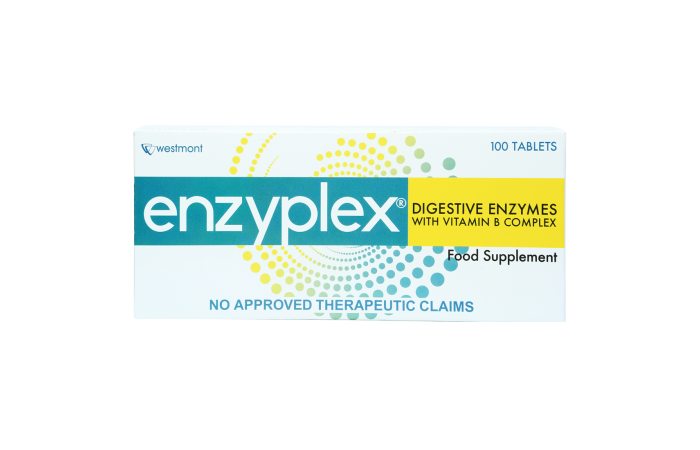 westmont
100 TABLETS
enzyplex®
DIGESTIVE ENZYMES
WITH VITAMIN B COMPLEX
Food Supplement
NO APPROVED THERAPEUTIC CLAIMS